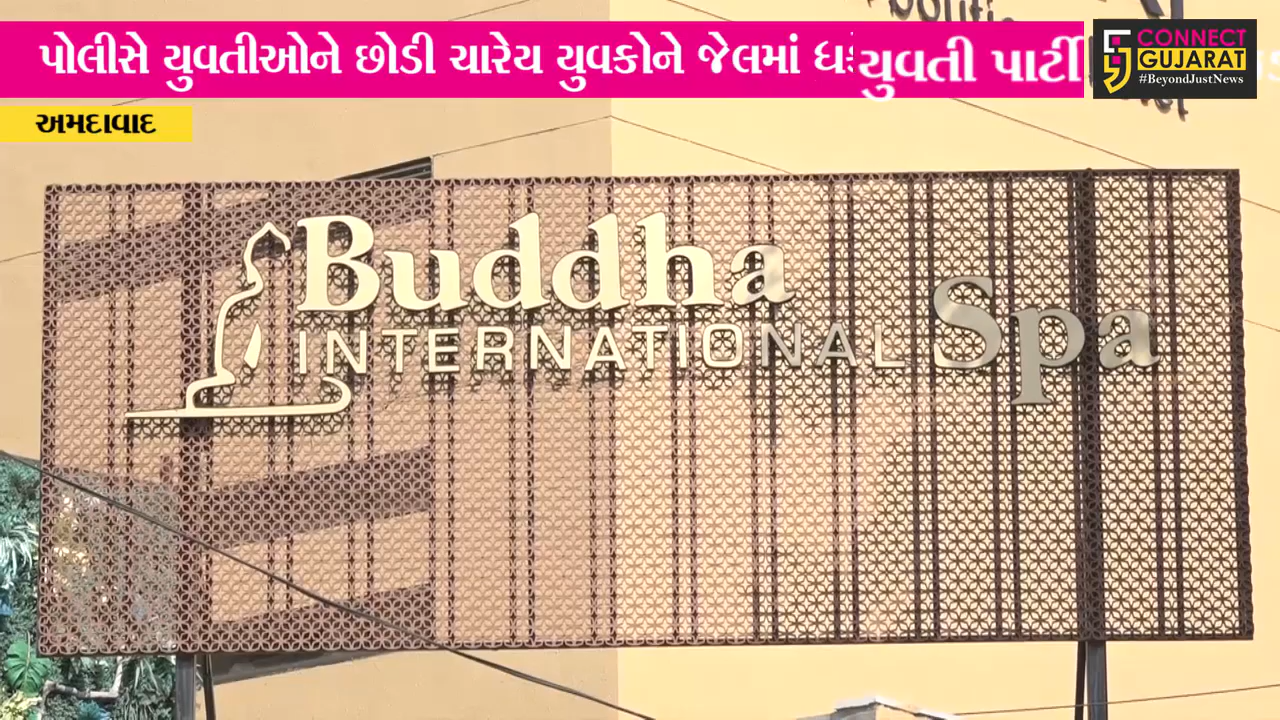 પોલીસે યુવતીઓને છોડી ચારેય યુવકોને જેલમાં
યુવતી પાર્ટી
CONNECT
GUJARAT
#BeyondJustNews
અમદાવાદ
Buddha
INTERNATIONAL Spa